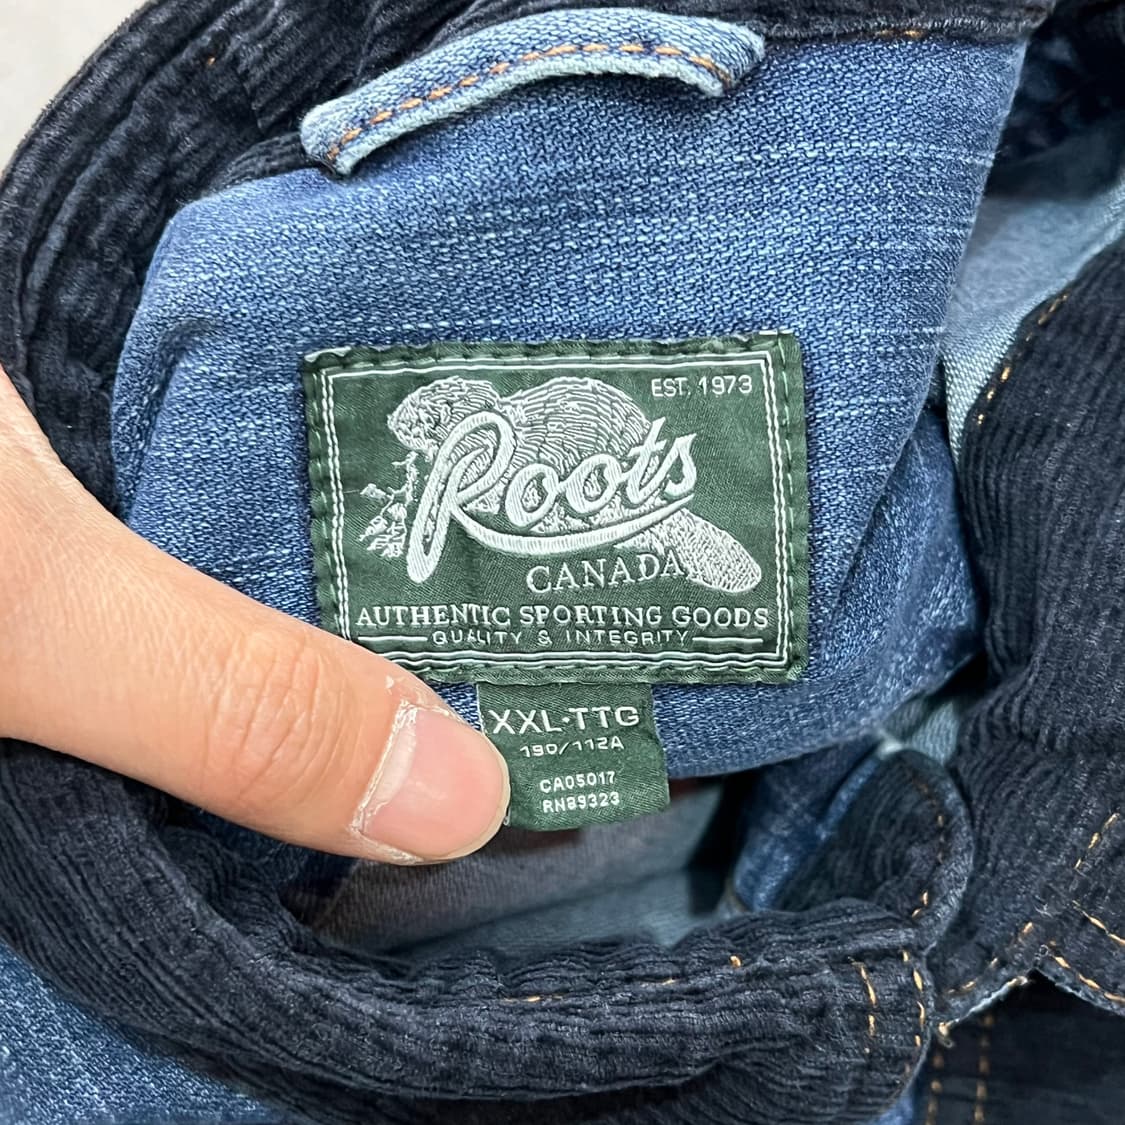 EST. 1973
Roots
CANADA
AUTHENTIC SPORTING GOODS
QUALITY & INTEGRITY
XXL·TTG
190/112A
CA05017
RN89323